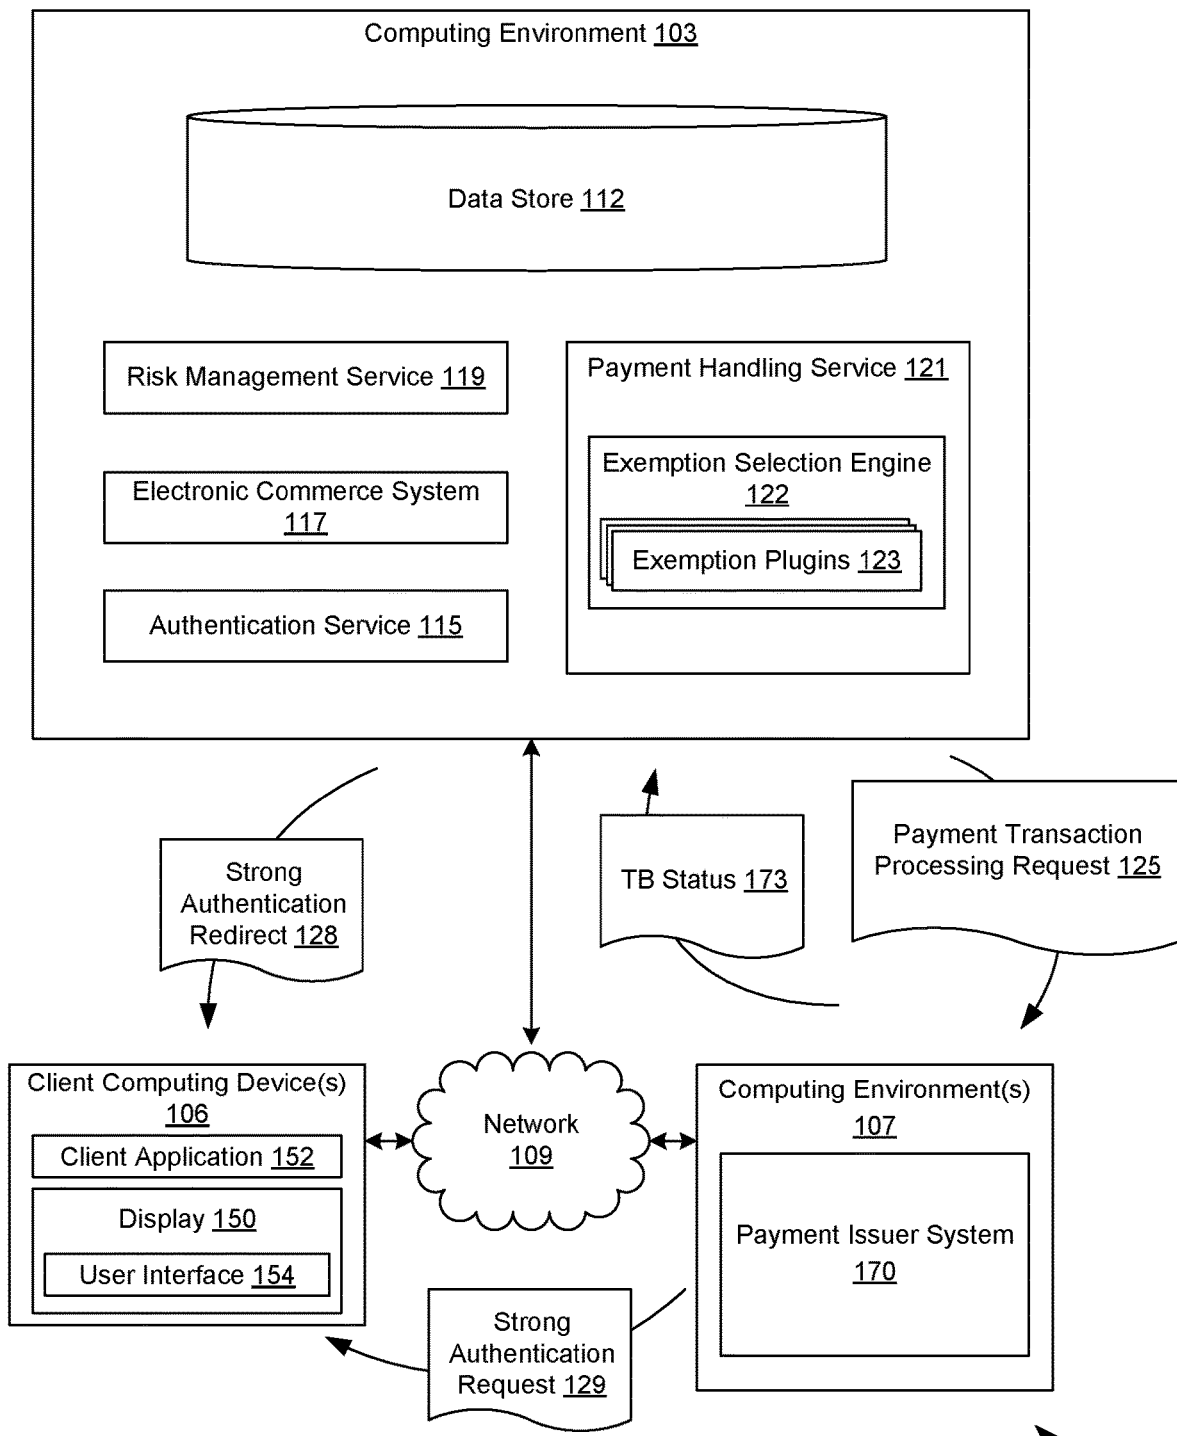 Computing Environment 103
Data Store 112
Risk Management Service 119
Electronic Commerce System
117
Authentication Service 115
Payment Handling Service 121
Exemption Selection Engine
122
Exemption Plugins 123
Strong
Authentication
Redirect 128
TB Status 173
Payment Transaction
Processing Request 125
Client Computing Device(s)
106
Client Application 152
Display 150
User Interface 154
Network
109
Computing Environment(s)
107
Payment Issuer System
170
Strong
Authentication
Request 129